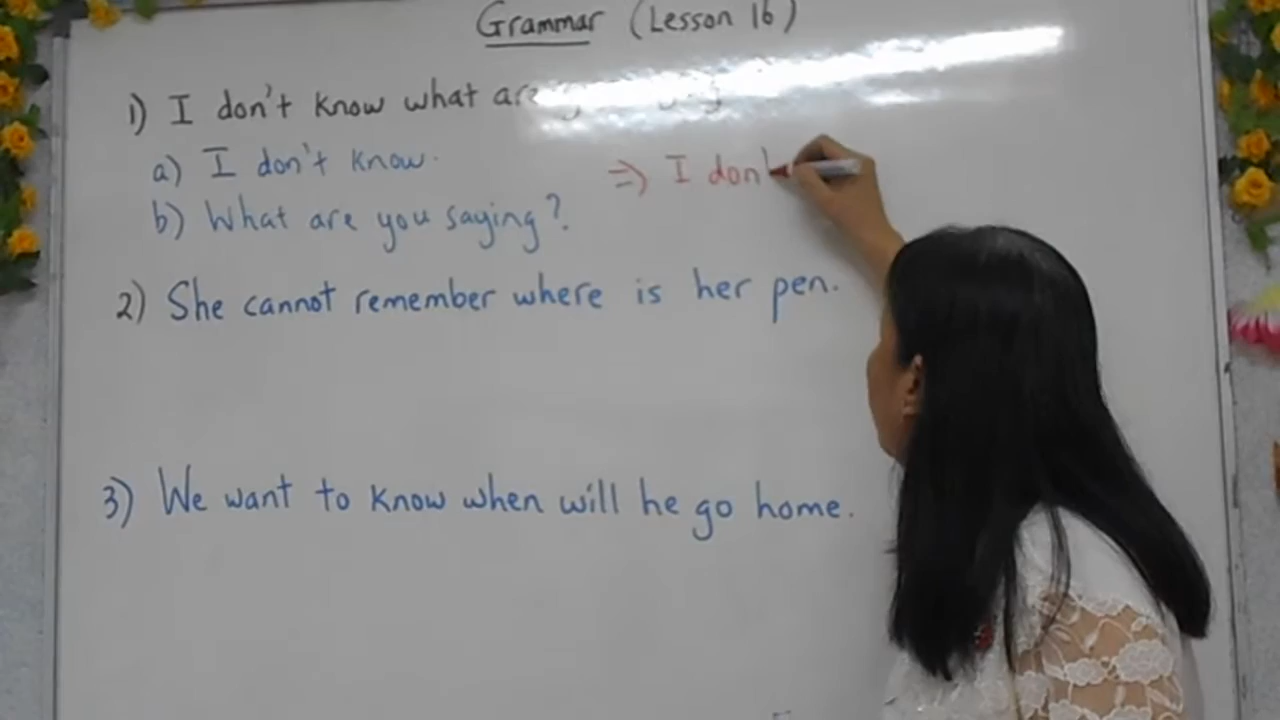 Grammar (Lesson 16)
1) I don't know what are
a) I don't know.
=) I don'
b) What are you saying?
2) She cannot remember where is her pen.
3) We want to know when will he go home.